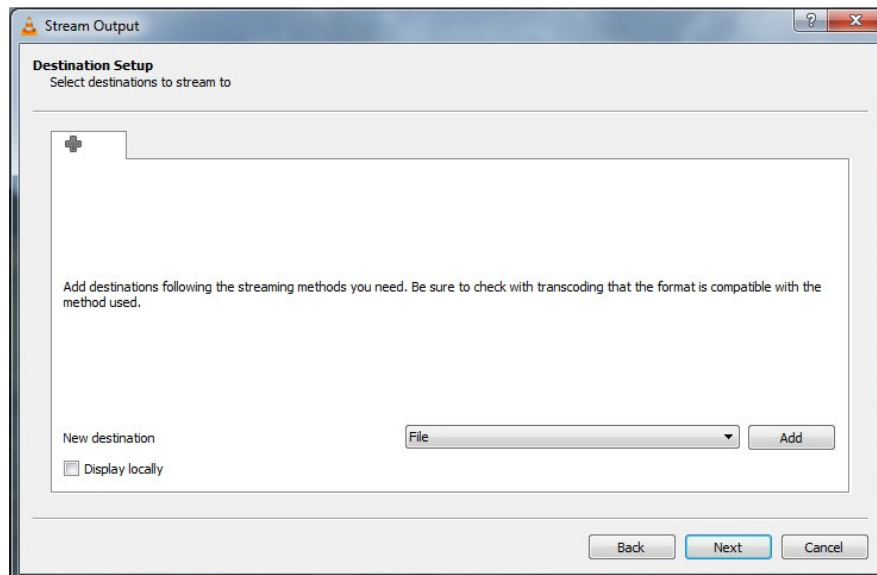 Stream Output
Destination Setup
Select destinations to stream to
Add destinations following the streaming methods you need. Be sure to check with transcoding that the format is compatible with the
method used.
New destination
File
Add
Display locally
Back
Next
Cancel